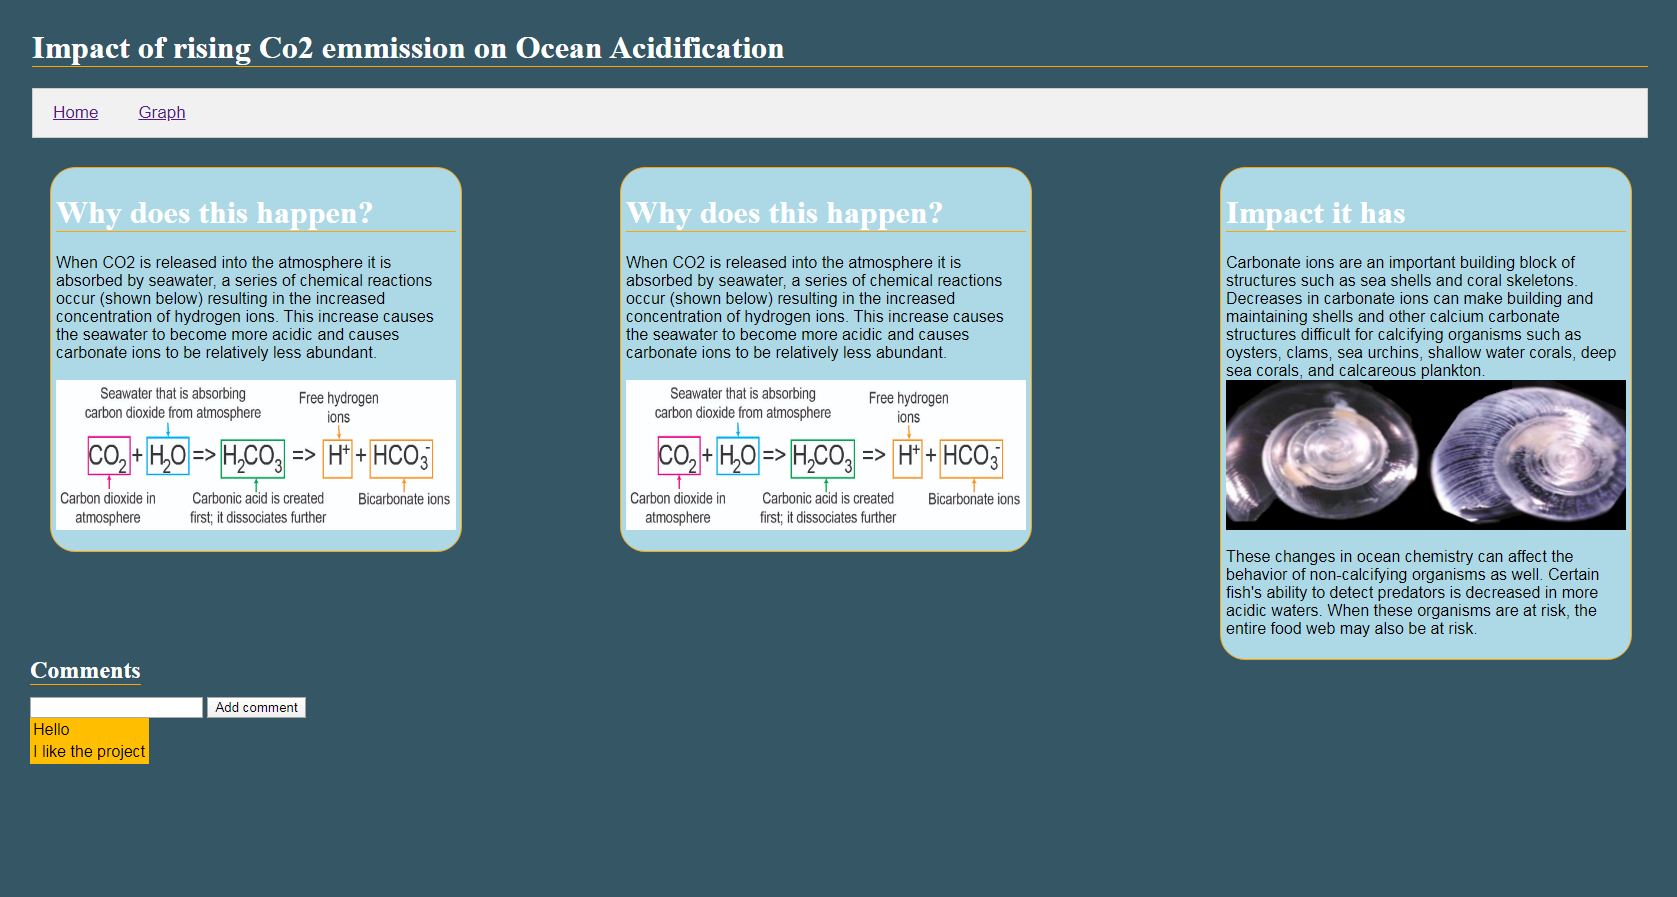 Impact of rising Co2 emmission on Ocean Acidification
Home Graph
Why does this happen?
When CO2 is released into the atmosphere it is
absorbed by seawater, a series of chemical reactions
occur (shown below) resulting in the increased
concentration of hydrogen ions. This increase causes
the seawater to become more acidic and causes
carbonate ions to be relatively less abundant.
Seawater that is absorbing
carbon dioxide from atmosphere
Free hydrogen
ions
CO₂ + H₂O => H₂CO₃ => H⁺ + HCO₃⁻
Carbon dioxide in
atmosphere
Carbonic acid is created
first; it dissociates further
Bicarbonate ions
Why does this happen?
When CO2 is released into the atmosphere it is
absorbed by seawater, a series of chemical reactions
occur (shown below) resulting in the increased
concentration of hydrogen ions. This increase causes
the seawater to become more acidic and causes
carbonate ions to be relatively less abundant.
Seawater that is absorbing
carbon dioxide from atmosphere
Free hydrogen
ions
CO₂ + H₂O => H₂CO₃ => H⁺ + HCO₃⁻
Carbon dioxide in
atmosphere
Carbonic acid is created
first; it dissociates further
Bicarbonate ions
Impact it has
Carbonate ions are an important building block of
structures such as sea shells and coral skeletons.
Decreases in carbonate ions can make building and
maintaining shells and other calcium carbonate
structures difficult for calcifying organisms such as
oysters, clams, sea urchins, shallow water corals, deep
sea corals, and calcareous plankton.
These changes in ocean chemistry can affect the
behavior of non-calcifying organisms as well. Certain
fish's ability to detect predators is decreased in more
acidic waters. When these organisms are at risk, the
entire food web may also be at risk.
Comments
Add comment
Hello
I like the project